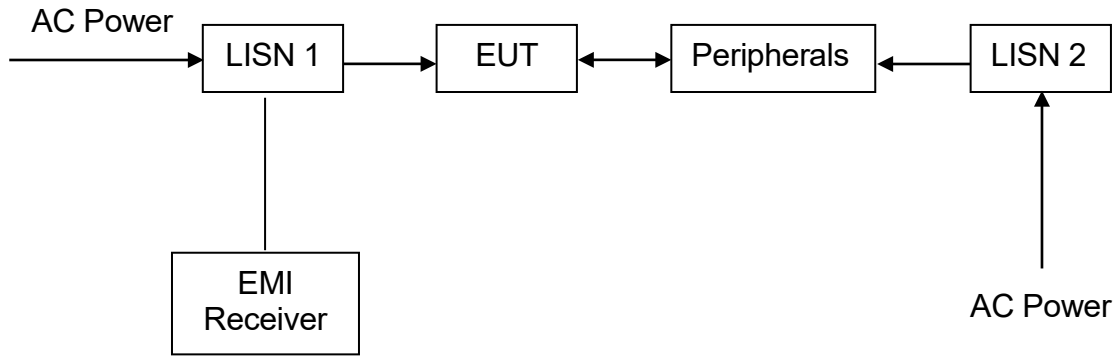 AC Power
LISN 1
EUT
Peripherals
LISN 2
EMI
Receiver
AC Power